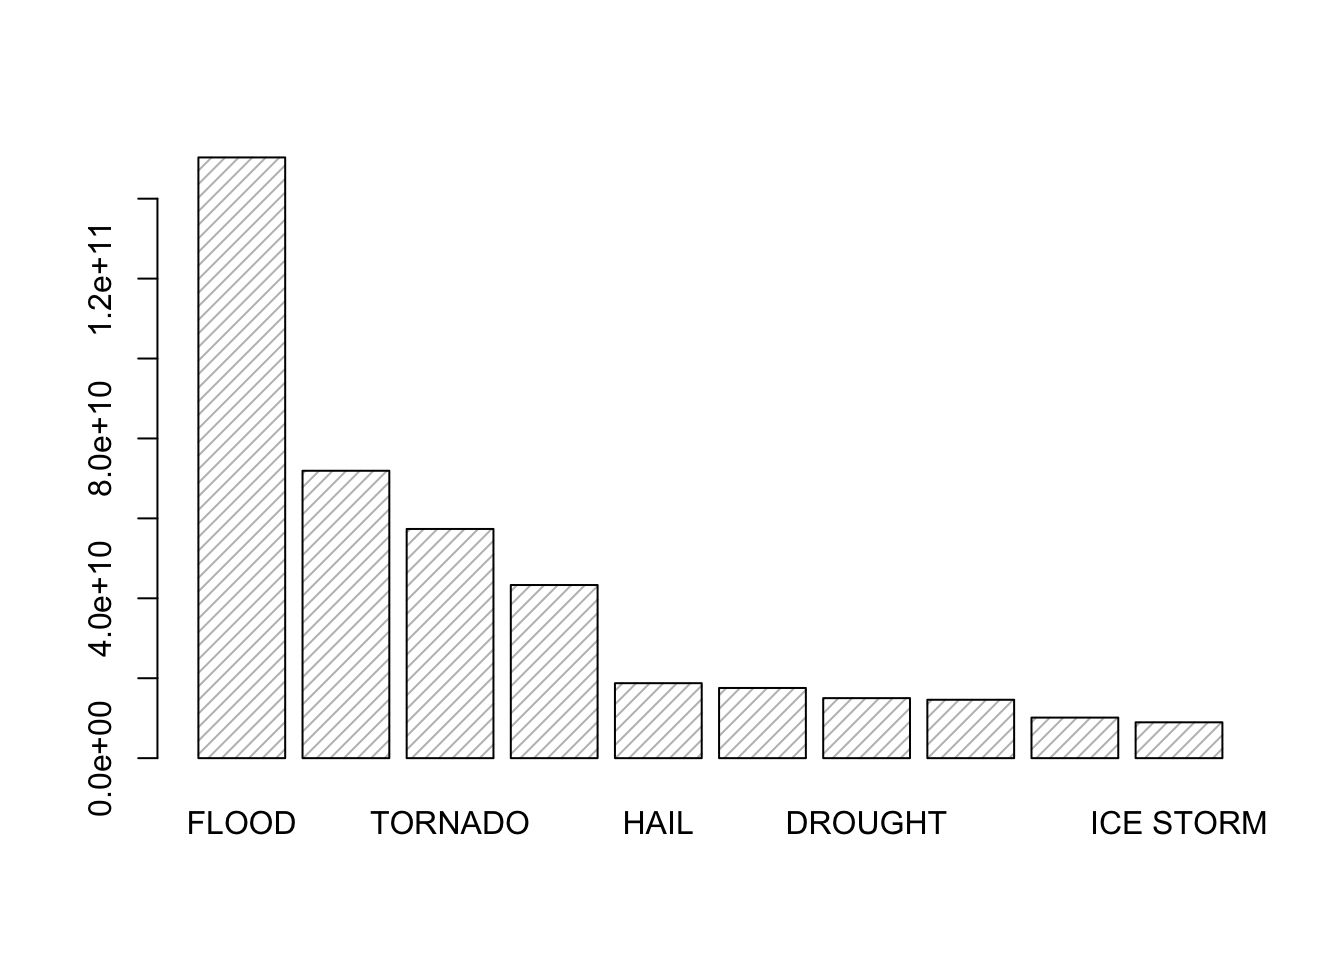 1.2e+11
8.0e+10
4.0e+10
0.0e+00
FLOOD TORNADO HAIL DROUGHT ICE STORM